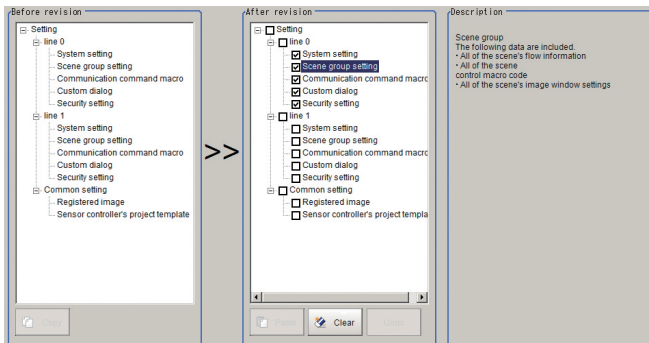 Before revision
Setting
line 0
System setting
Scene group setting
Communication command macro
Custom dialog
Security setting
line 1
System setting
Scene group setting
Communication command macro
Custom dialog
Security setting
Common setting
Registered image
Sensor controller's project template
Copy
>>
After revision
Setting
line 0
System setting
Scene group setting
Communication command macro
Custom dialog
Security setting
line 1
System setting
Scene group setting
Communication command macro
Custom dialog
Security setting
Common setting
Registered image
Sensor controller's project templa
Paste
Clear
Undo
Description
Scene group
The following data are included.
・All of the scene's flow information
・All of the scene
control macro code
・All of the scene's image window settings